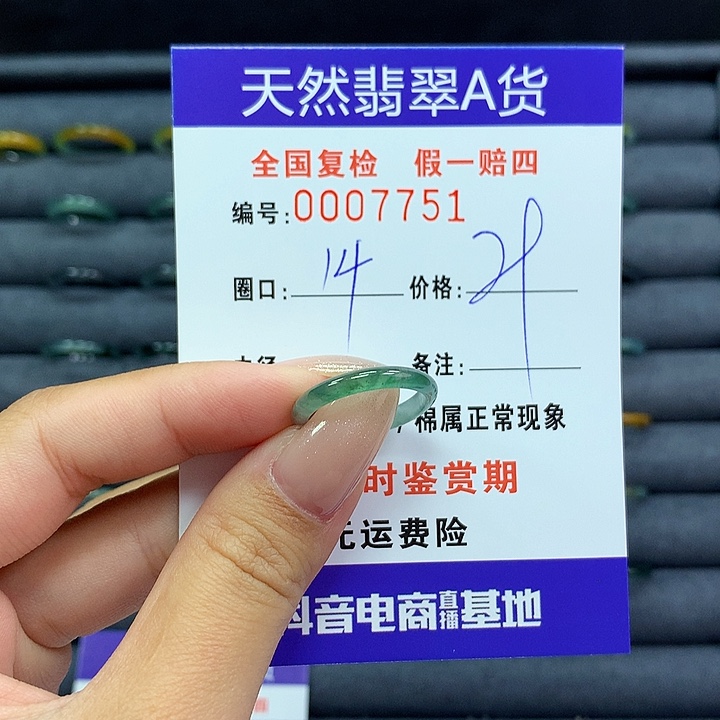 天然翡翠A货
全国复检 假一赔四
编号:0007751
圈口: 14 价格:
备注:
棉属正常现象
时鉴赏期
无运费险
抖音电商直播基地